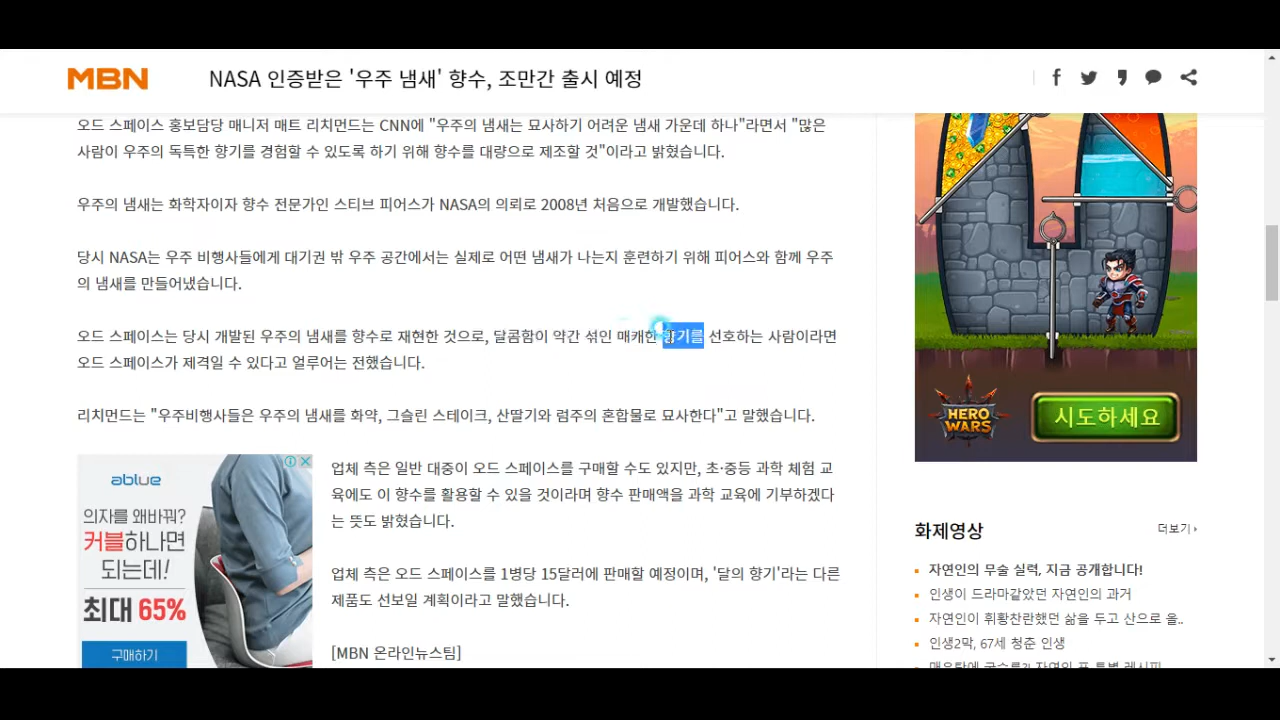 MBN
NASA 인증받은 '우주 냄새' 향수, 조만간 출시 예정
오드 스페이스 홍보담당 매니저 매트 리치먼드는 CNN에 "우주의 냄새는 묘사하기 어려운 냄새 가운데 하나"라면서 "많은
사람이 우주의 독특한 향기를 경험할 수 있도록 하기 위해 향수를 대량으로 제조할 것"이라고 밝혔습니다.
우주의 냄새는 화학자이자 향수 전문가인 스티브 피어스가 NASA의 의뢰로 2008년 처음으로 개발했습니다.
당시 NASA는 우주 비행사들에게 대기권 밖 우주 공간에서는 실제로 어떤 냄새가 나는지 훈련하기 위해 피어스와 함께 우주
의 냄새를 만들어냈습니다.
오드 스페이스는 당시 개발된 우주의 냄새를 향수로 재현한 것으로, 달콤함이 약간 섞인 매캐한 향기를 선호하는 사람이라면
오드 스페이스가 제격일 수 있다고 얼루어는 전했습니다.
리치먼드는 "우주비행사들은 우주의 냄새를 화약, 그슬린 스테이크, 산딸기와 럼주의 혼합물로 묘사한다"고 말했습니다.
업체 측은 일반 대중이 오드 스페이스를 구매할 수도 있지만, 초·중등 과학 체험 교
육에도 이 향수를 활용할 수 있을 것이라며 향수 판매액을 과학 교육에 기부하겠다
는 뜻도 밝혔습니다.
업체 측은 오드 스페이스를 1병당 15달러에 판매할 예정이며, '달의 향기'라는 다른
제품도 선보일 계획이라고 말했습니다.
[MBN 온라인뉴스팀]
ablue
의자를 왜바꿔?
커블하나면
되는데!
최대 65%
구매하기
HERO
WARS
시도하세요
화제영상
더보기
자연인의 무술 실력, 지금 공개합니다!
인생이 드라마같았던 자연인의 과거
자연인이 휘황찬란했던 삶을 두고 산으로 올..
인생2막, 67세 청춘 인생